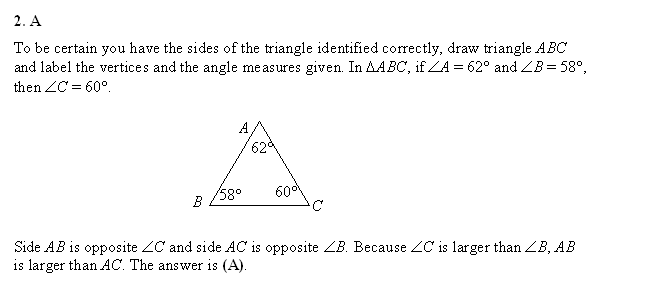 2. A
To be certain you have the sides of the triangle identified correctly, draw triangle ABC
and label the vertices and the angle measures given. In ΔABC, if ∠A = 62° and ∠B = 58°,
then ∠C = 60°.
A
62°
58°
60°
B
C
Side AB is opposite ∠C and side AC is opposite ∠B. Because ∠C is larger than ∠B, AB
is larger than AC. The answer is (A).